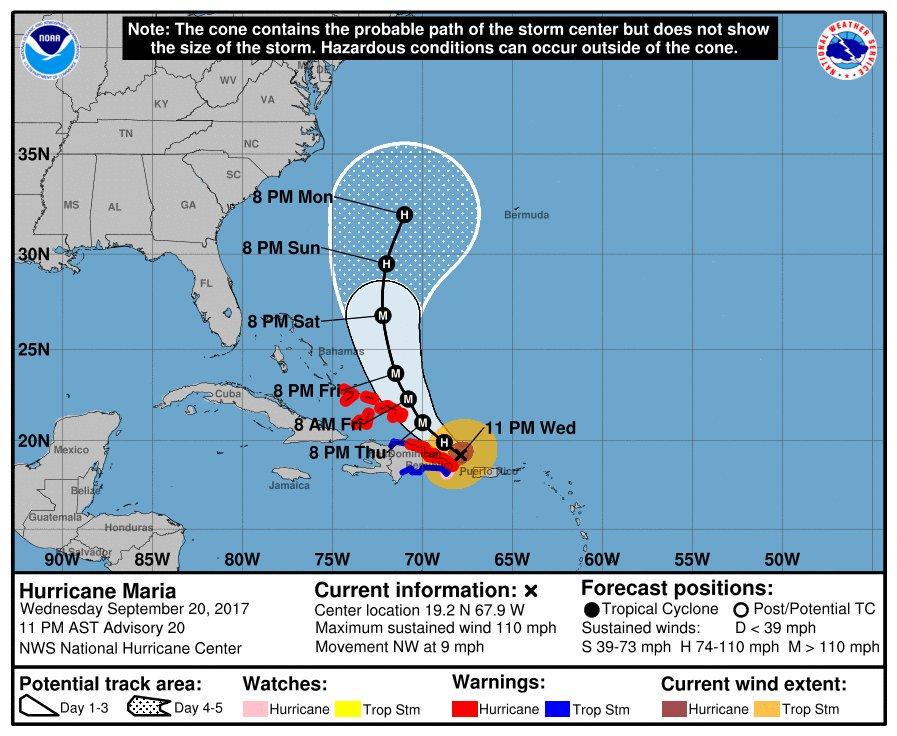 Note: The cone contains the probable path of the storm center but does not show
the size of the storm. Hazardous conditions can occur outside of the cone.
NOAA
NATIONAL WEATHER SERVICE
WV
KY
VA
TN
NC
SC
MS
AL
GA
FL
35N
30N
25N
20N
8 PM Mon
8 PM Sun
8 PM Sat
8 PM Fri
8 AM Fri
8 PM Thu
11 PM Wed
H
H
M
M
M
M
H
Bermuda
Bahamas
Cuba
Mexico
Belize
Guatemala
Honduras
El Salvador
Jamaica
Dominican
Republic
Puerto Rico
90W 85W 80W 75W 70W 65W 60W 55W 50W
Hurricane Maria
Wednesday September 20, 2017
11 PM AST Advisory 20
NWS National Hurricane Center
Current information: ×
Center location 19.2 N 67.9 W
Maximum sustained wind 110 mph
Movement NW at 9 mph
Forecast positions:
Tropical Cyclone Post/Potential TC
Sustained winds: D < 39 mph
S 39-73 mph H 74-110 mph M > 110 mph
Potential track area:
Day 1-3 Day 4-5
Watches:
Hurricane Trop Stm
Warnings:
Hurricane Trop Stm
Current wind extent:
Hurricane Trop Stm